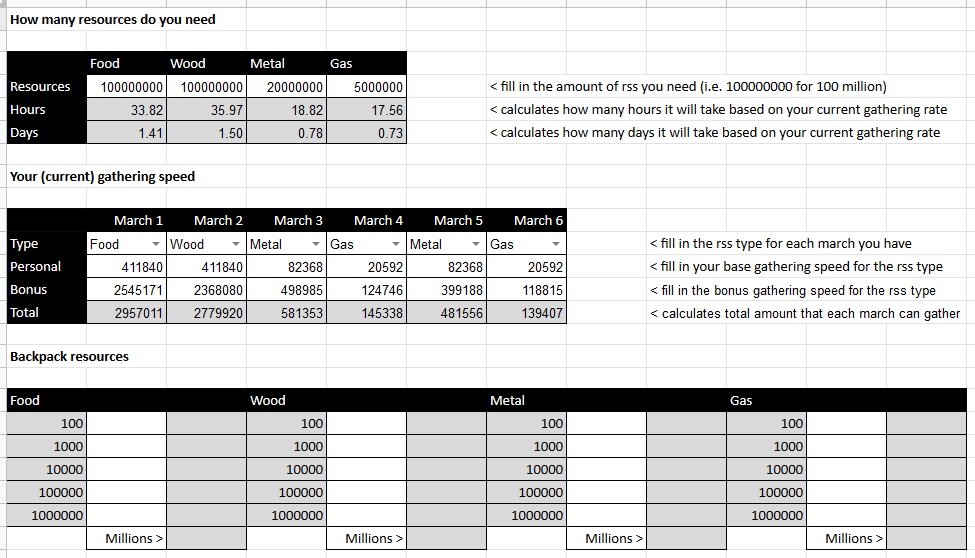 How many resources do you need
Food Wood Metal Gas
Resources 100000000 100000000 20000000 5000000 < fill in the amount of rss you need (i.e. 100000000 for 100 million)
Hours 33.82 35.97 18.82 17.56 < calculates how many hours it will take based on your current gathering rate
Days 1.41 1.50 0.78 0.73 < calculates how many days it will take based on your current gathering rate
Your (current) gathering speed
March 1 March 2 March 3 March 4 March 5 March 6
Type Food Wood Metal Gas Metal Gas < fill in the rss type for each march you have
Personal 411840 411840 82368 20592 82368 20592 < fill in your base gathering speed for the rss type
Bonus 2545171 2368080 498985 124746 399188 118815 < fill in the bonus gathering speed for the rss type
Total 2957011 2779920 581353 145338 481556 139407 < calculates total amount that each march can gather
Backpack resources
Food Wood Metal Gas
100 100 100 100
1000 1000 1000 1000
10000 10000 10000 10000
100000 100000 100000 100000
1000000 1000000 1000000 1000000
Millions > Millions > Millions > Millions >